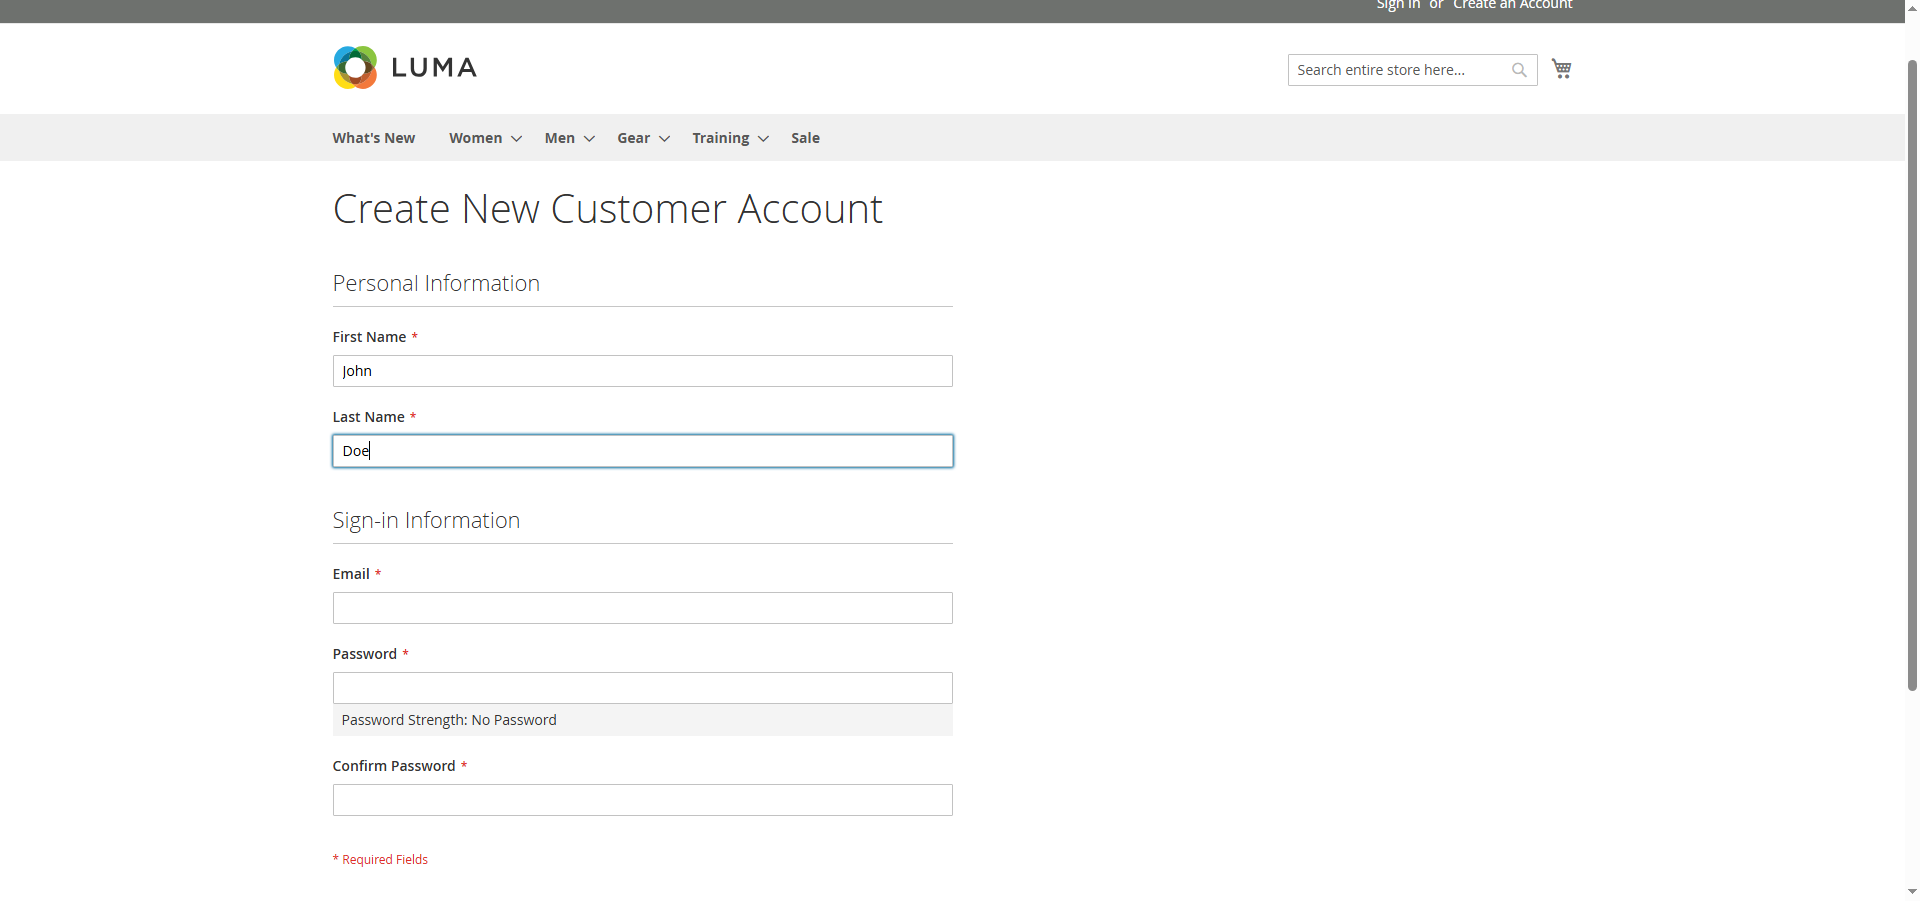 Sign In or Create an Account
LUMA
Search entire store here...
What's New Women Men Gear Training Sale
Create New Customer Account
Personal Information
First Name *
John
Last Name *
Doe
Sign-in Information
Email *
Password *
Password Strength: No Password
Confirm Password *
* Required Fields